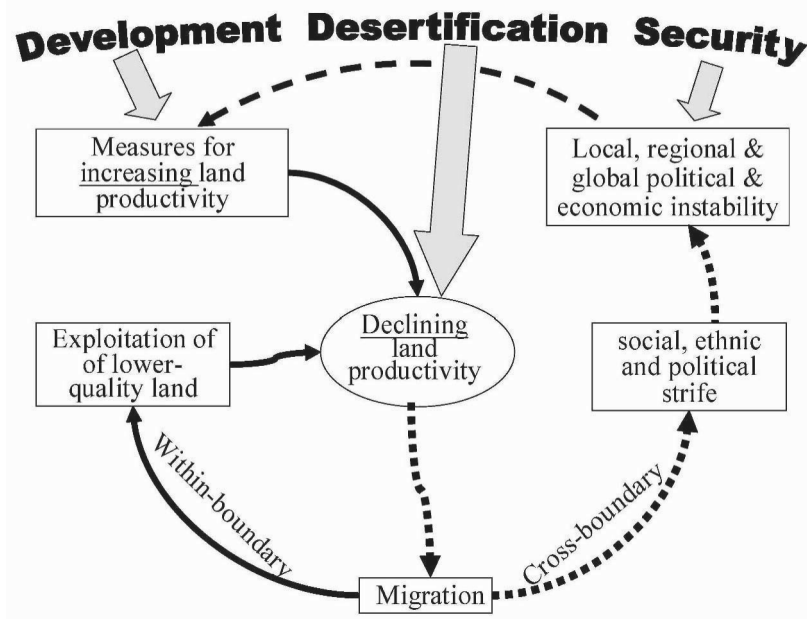 Development Desertification Security
Measures for
increasing land
productivity
Local, regional &
global political &
economic instability
Declining
land
productivity
Exploitation of
of lower-
quality land
social, ethnic
and political
strife
Within-boundary
Cross-boundary
Migration